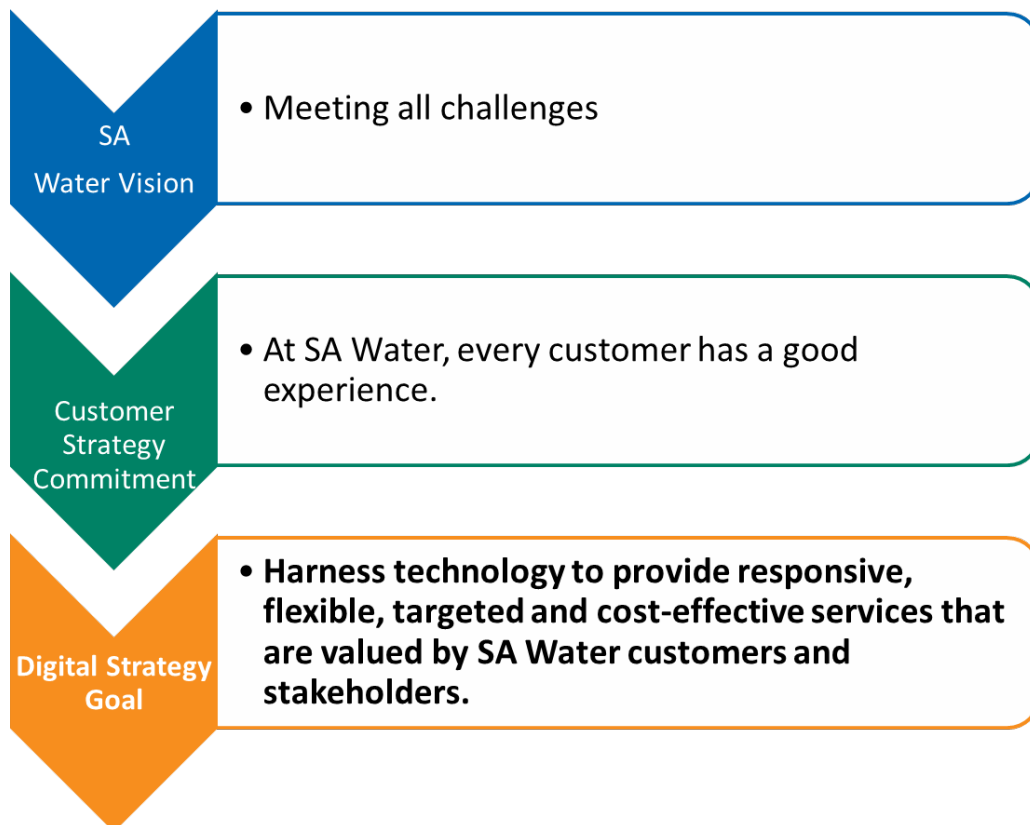 SA
Water Vision
• Meeting all challenges
Customer
Strategy
Commitment
• At SA Water, every customer has a good
experience.
Digital Strategy
Goal
• Harness technology to provide responsive,
flexible, targeted and cost-effective services that
are valued by SA Water customers and
stakeholders.